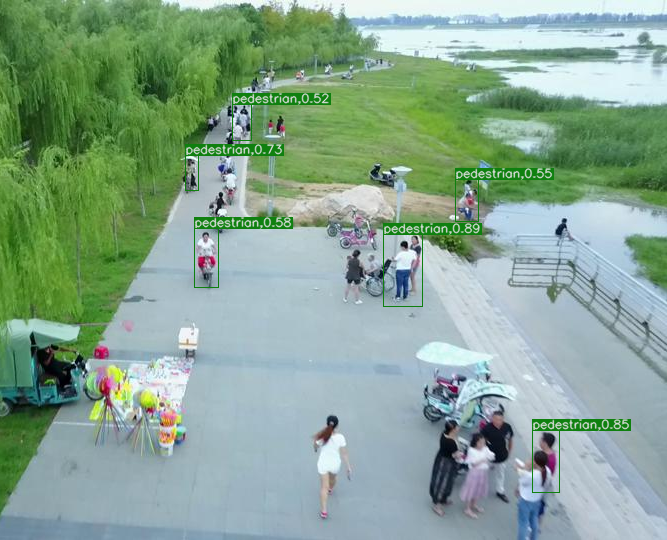 pedestrian,0.52
pedestrian,0.73
pedestrian,0.55
pedestrian,0.58
pedestrian,0.89
pedestrian,0.85